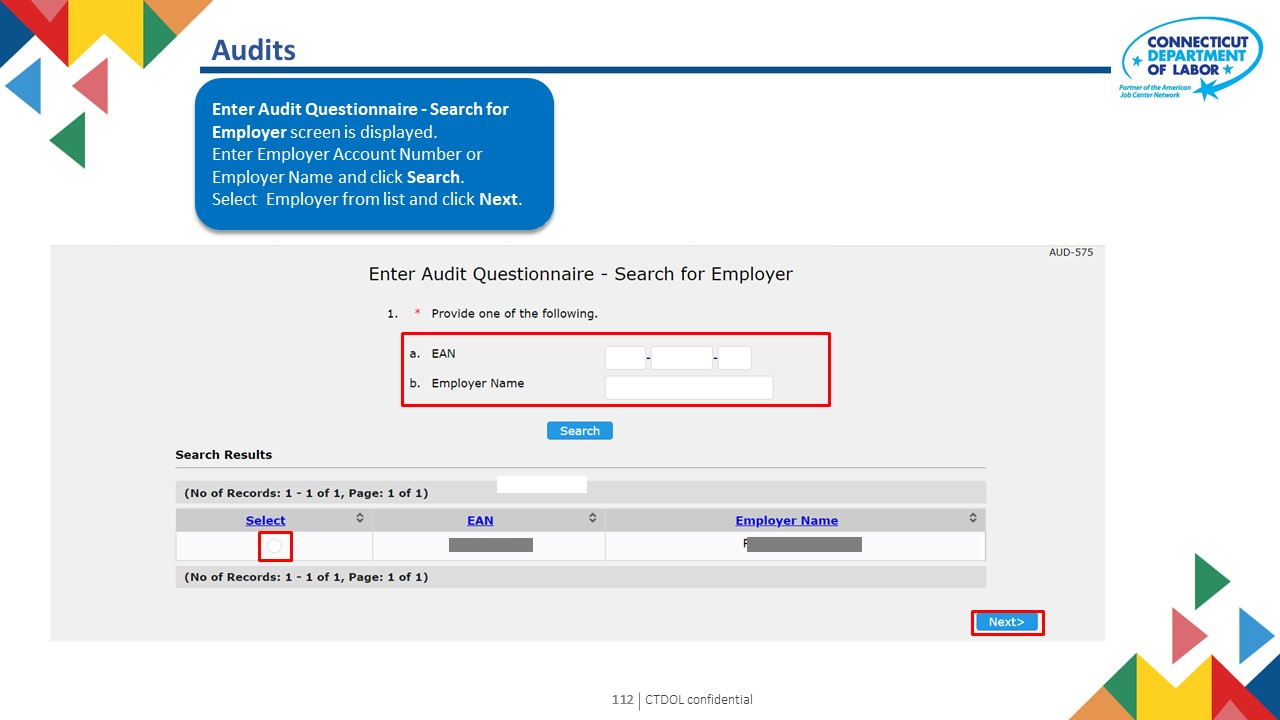 Audits
CONNECTICUT
DEPARTMENT
OF LABOR
Partner of the American
Job Center Network
Enter Audit Questionnaire - Search for
Employer screen is displayed.
Enter Employer Account Number or
Employer Name and click Search.
Select Employer from list and click Next.
AUD-575
Enter Audit Questionnaire - Search for Employer
1. * Provide one of the following.
a. EAN - -
b. Employer Name
Search
Search Results
(No of Records: 1 - 1 of 1, Page: 1 of 1)
Select EAN Employer Name
(No of Records: 1 - 1 of 1, Page: 1 of 1)
Next>
112 CTDOL confidential